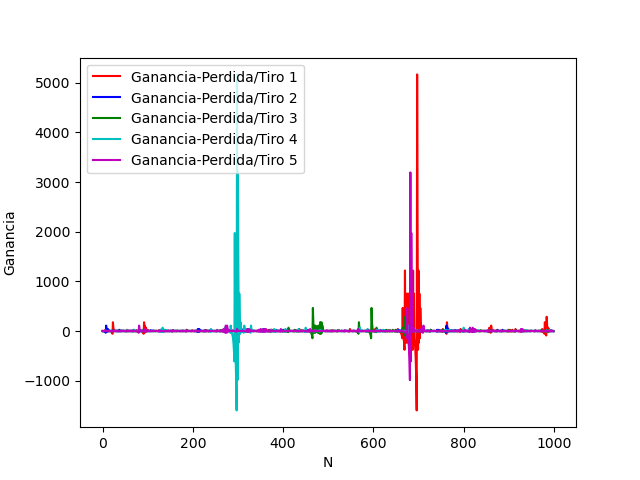 Ganancia-Perdida/Tiro 1
Ganancia-Perdida/Tiro 2
Ganancia-Perdida/Tiro 3
Ganancia-Perdida/Tiro 4
Ganancia-Perdida/Tiro 5
5000
4000
3000
2000
1000
0
−1000
Ganancia
0 200 400 600 800 1000
N